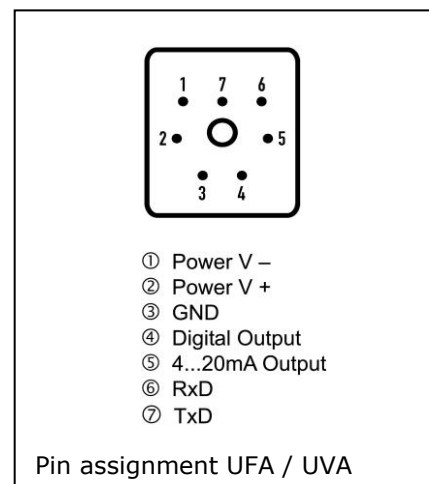 1 7 6
2 5
3 4
① Power V –
② Power V +
③ GND
④ Digital Output
⑤ 4...20mA Output
⑥ RxD
⑦ TxD
Pin assignment UFA / UVA